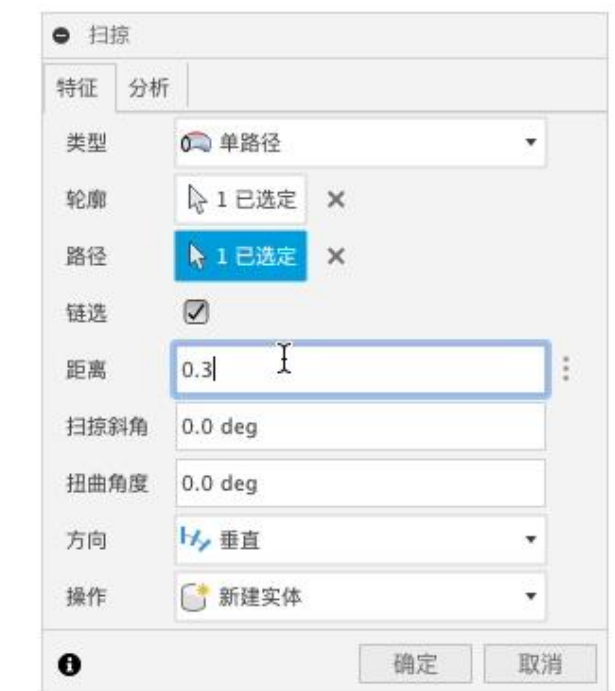 扫掠
特征 分析
类型 单路径
轮廓 1 已选定
路径 1 已选定
链选
距离 0.3
扫掠斜角 0.0 deg
扭曲角度 0.0 deg
方向 垂直
操作 新建实体
确定 取消